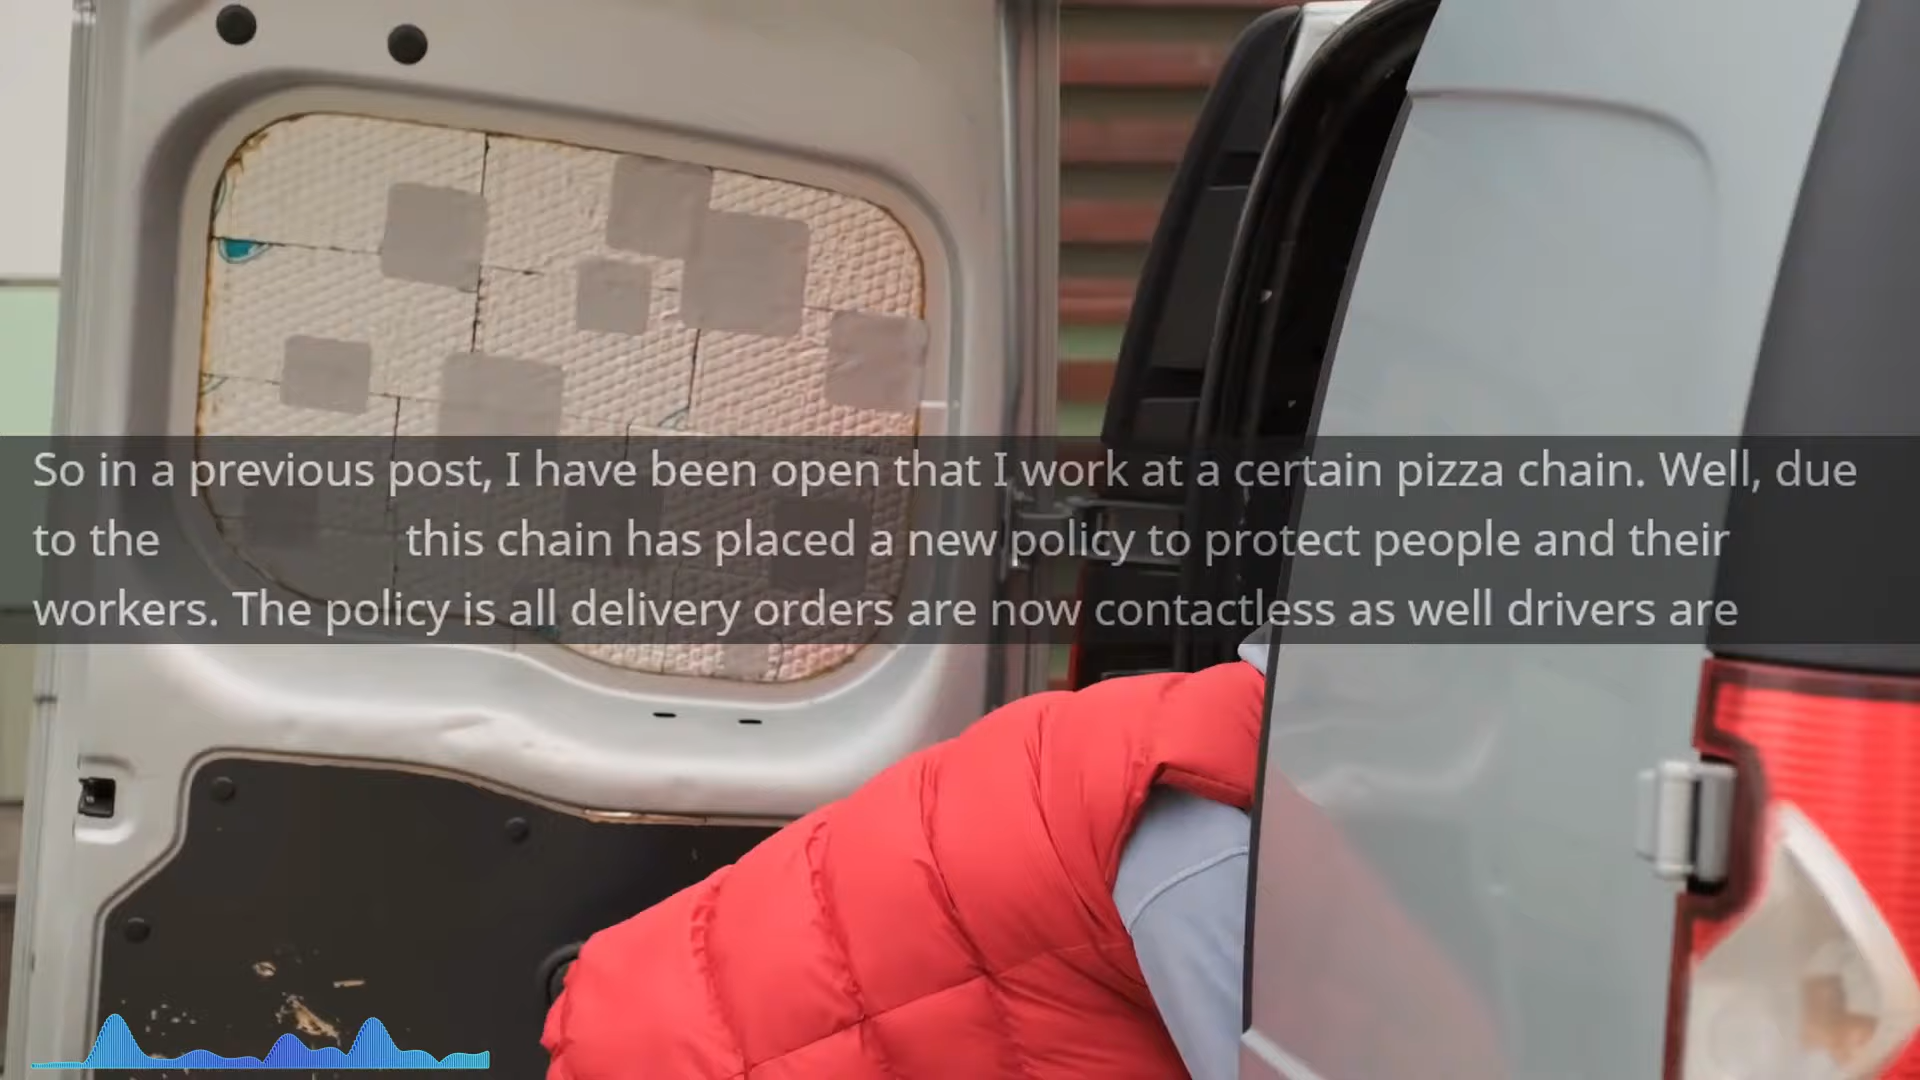 So in a previous post, I have been open that I work at a certain pizza chain. Well, due
to the this chain has placed a new policy to protect people and their
workers. The policy is all delivery orders are now contactless as well drivers are